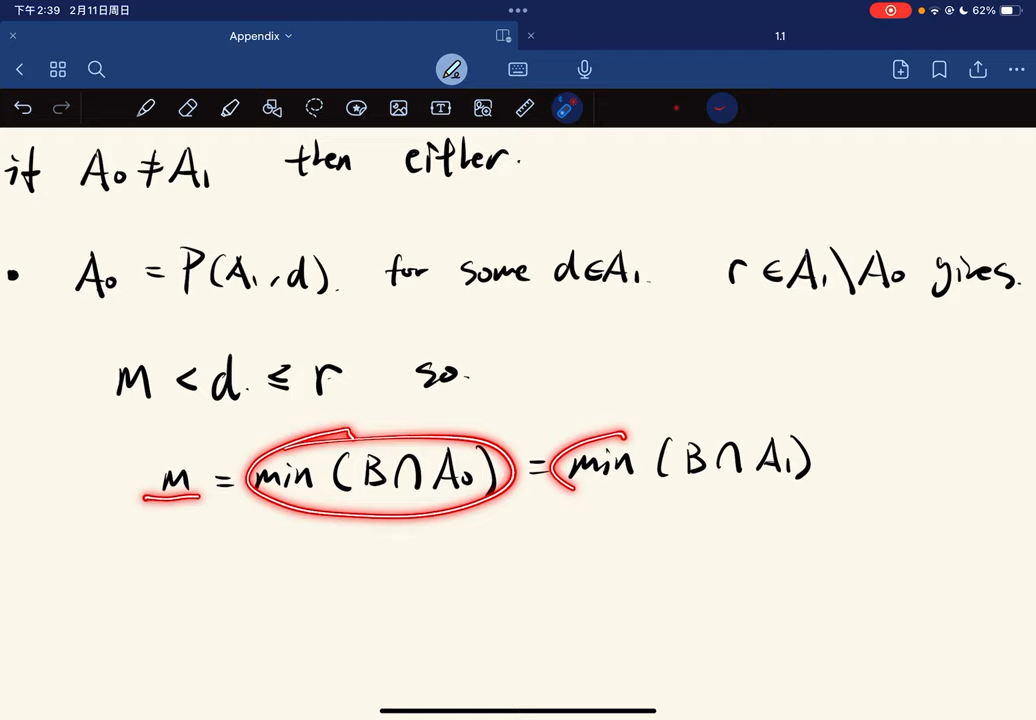 下午2:39 2月11日周日
62%
Appendix
1.1
if A₀ ≠ A₁ then either.
• A₀ = P(A₁, d). for some d∈A₁. r ∈ A₁\A₀ gives.
m < d. ≤ r so.
m = min (B ∩ A₀) = min (B ∩ A₁)